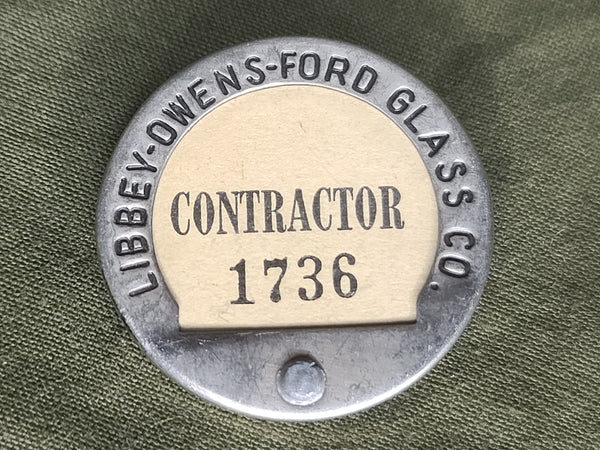 LIBBEY-OWENS-FORD GLASS CO.
CONTRACTOR
1736